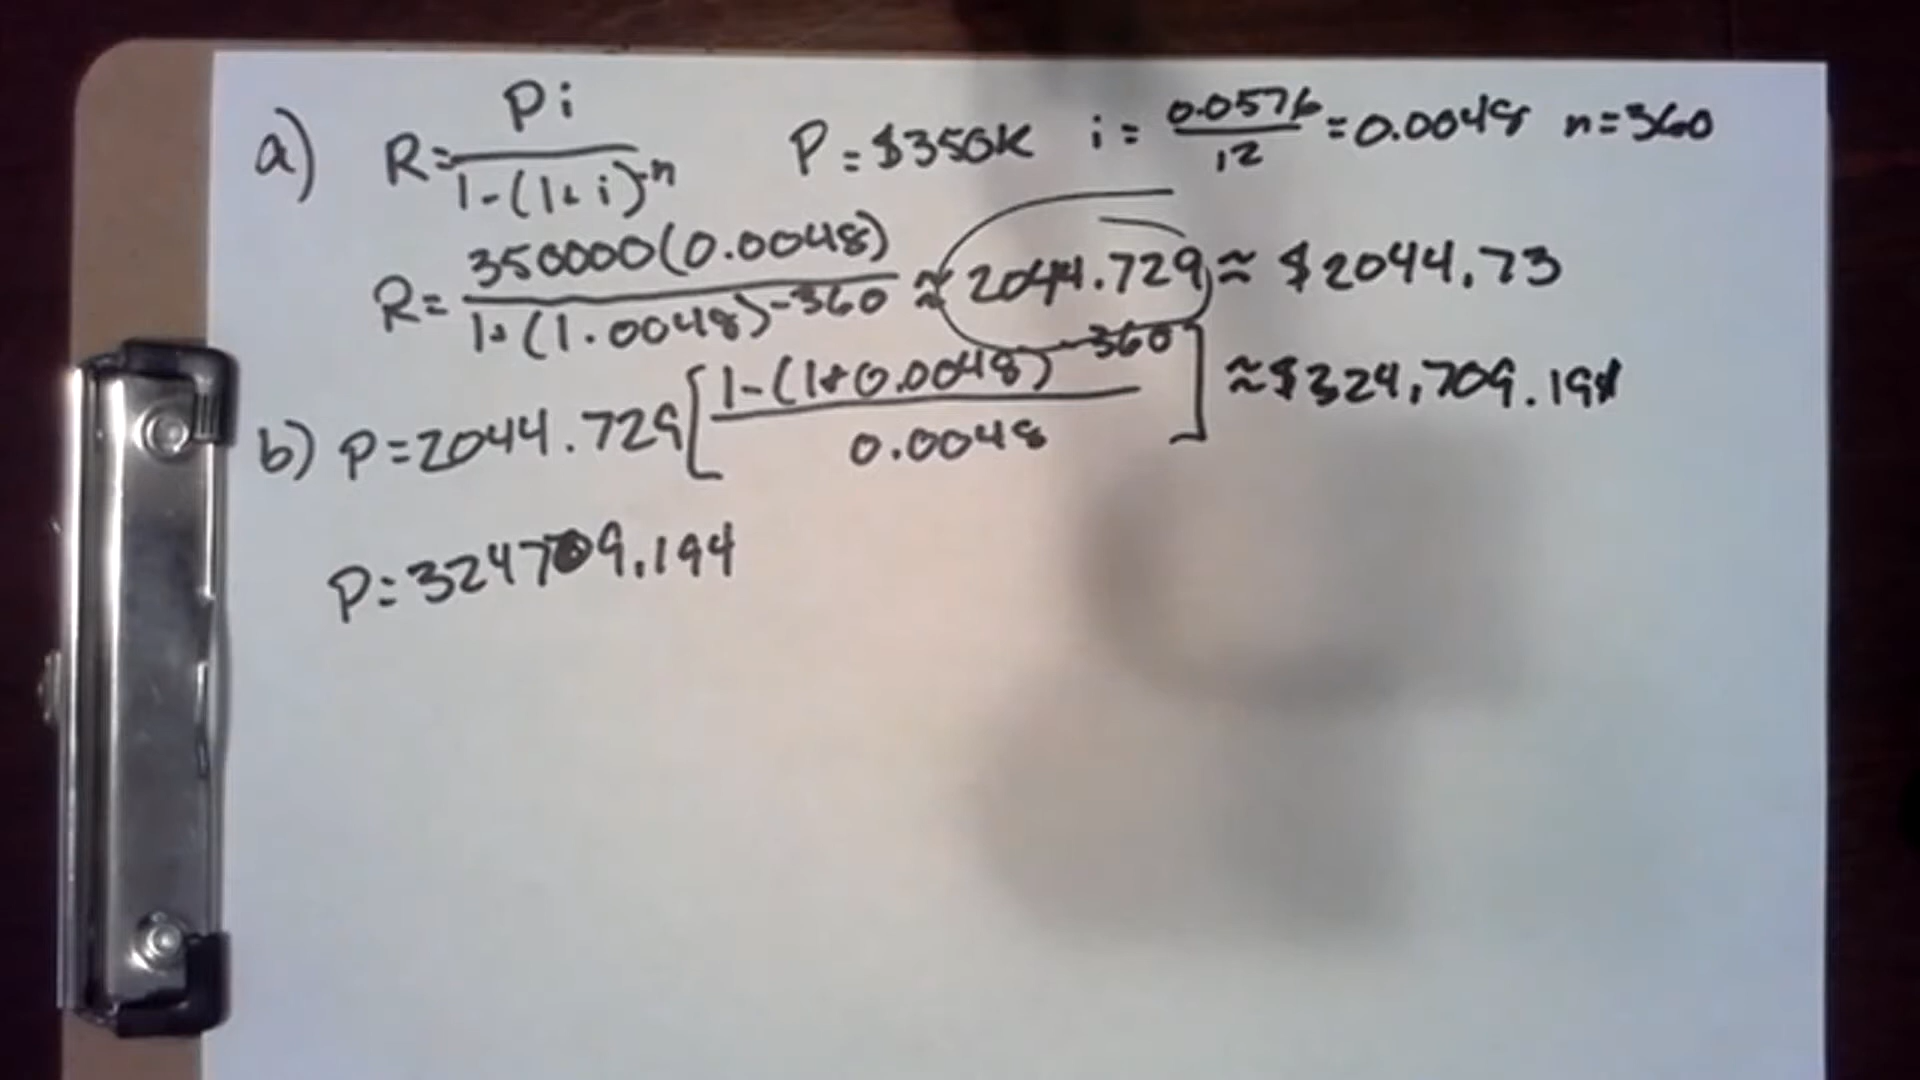 a) R = Pi / 1-(1+i)^-n P = $350K i = 0.0576/12 = 0.0048 n=360
R = 350000(0.0048) / 1-(1.0048)^-360 ≈ 2044.729 ≈ $2044.73
b) P=2044.729[1-(1+0.0048)^-360 / 0.0048] ≈$324,709.19
P=324709.194